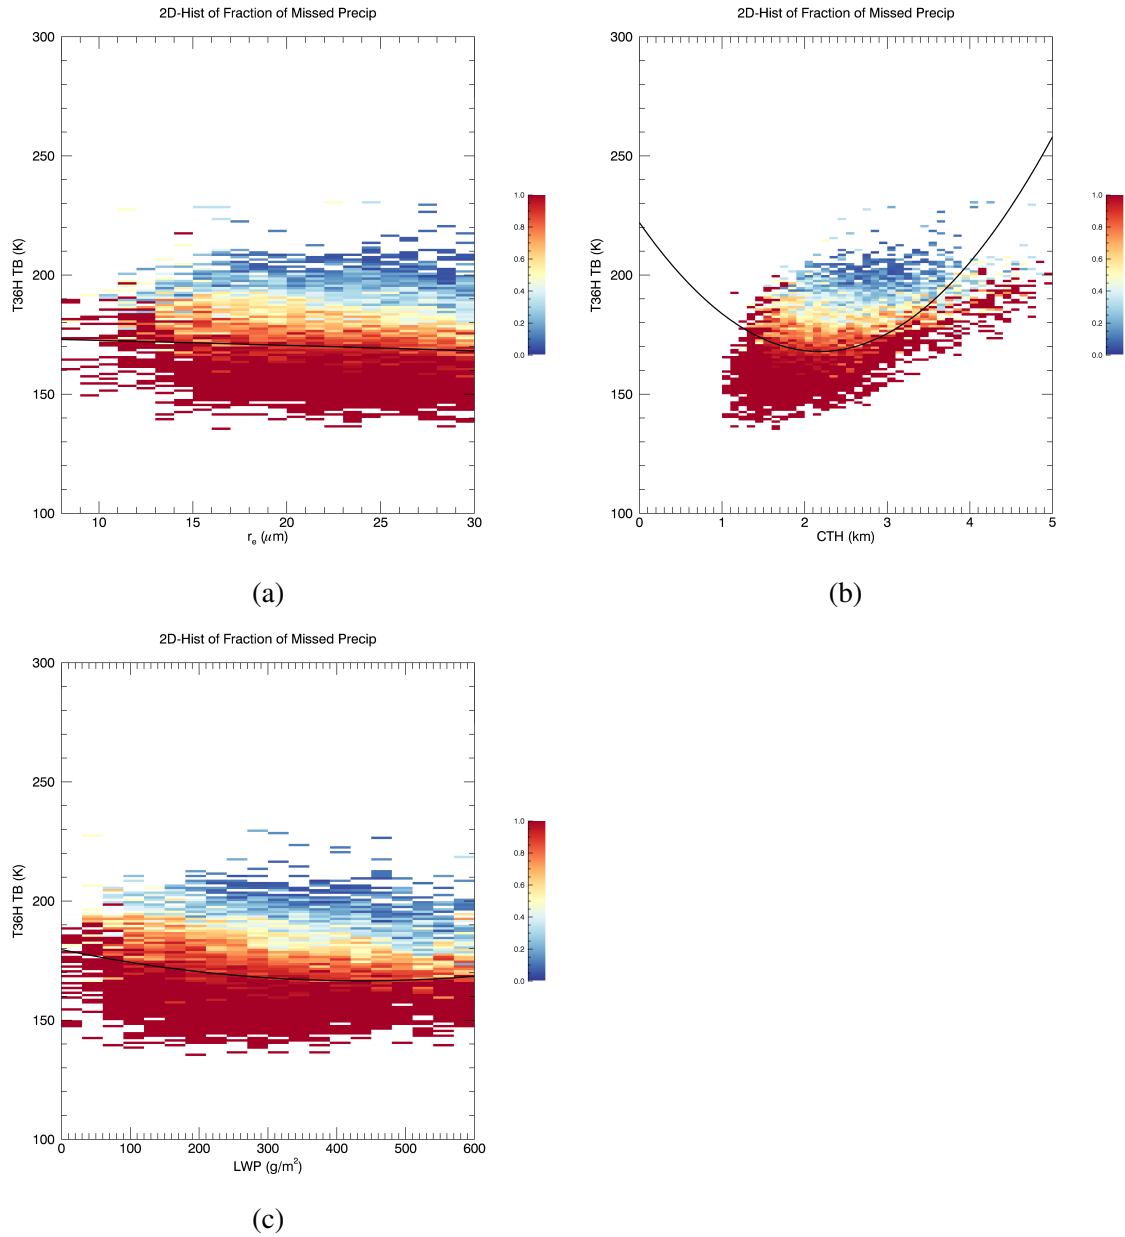 2D-Hist of Fraction of Missed Precip
300
250
200
150
100
T36H TB (K)
10 15 20 25 30
r_e (μm)
1.0
0.8
0.6
0.4
0.2
0.0
(a)
2D-Hist of Fraction of Missed Precip
300
250
200
150
100
T36H TB (K)
0 1 2 3 4 5
CTH (km)
1.0
0.8
0.6
0.4
0.2
0.0
(b)
2D-Hist of Fraction of Missed Precip
300
250
200
150
100
T36H TB (K)
0 100 200 300 400 500 600
LWP (g/m²)
1.0
0.8
0.6
0.4
0.2
0.0
(c)